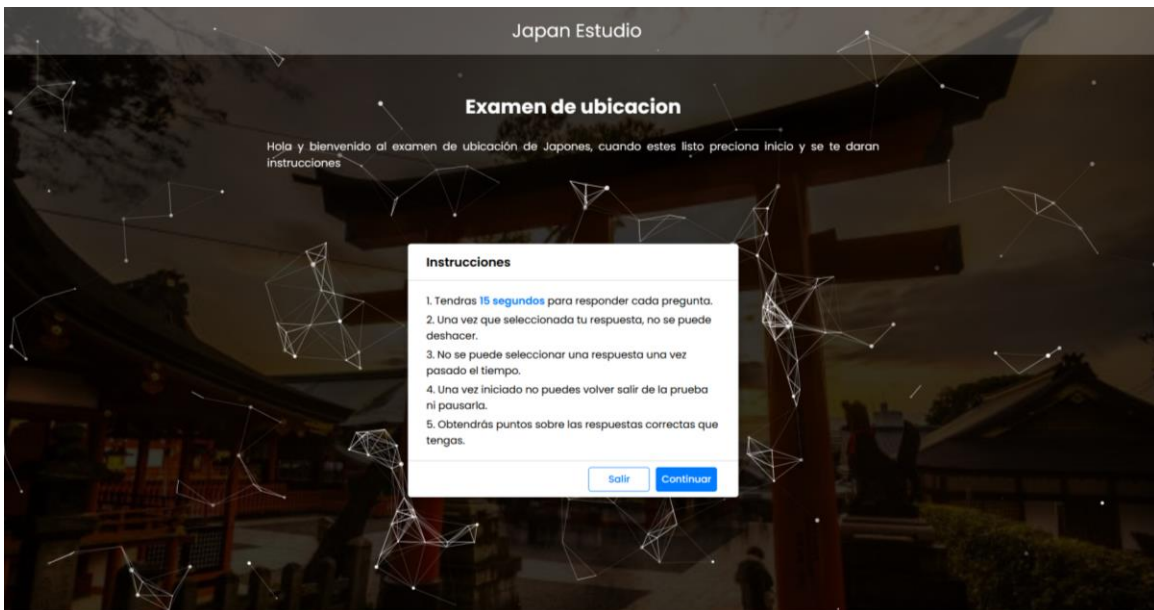 Japan Estudio
Examen de ubicacion
Hola y bienvenido al examen de ubicación de Japones, cuando estes listo preciona inicio y se te daran
instrucciones
Instrucciones
1. Tendras 15 segundos para responder cada pregunta.
2. Una vez que seleccionada tu respuesta, no se puede
deshacer.
3. No se puede seleccionar una respuesta una vez
pasado el tiempo.
4. Una vez iniciado no puedes volver salir de la prueba
ni pausarla.
5. Obtendrás puntos sobre las respuestas correctas que
tengas.
Salir Continuar